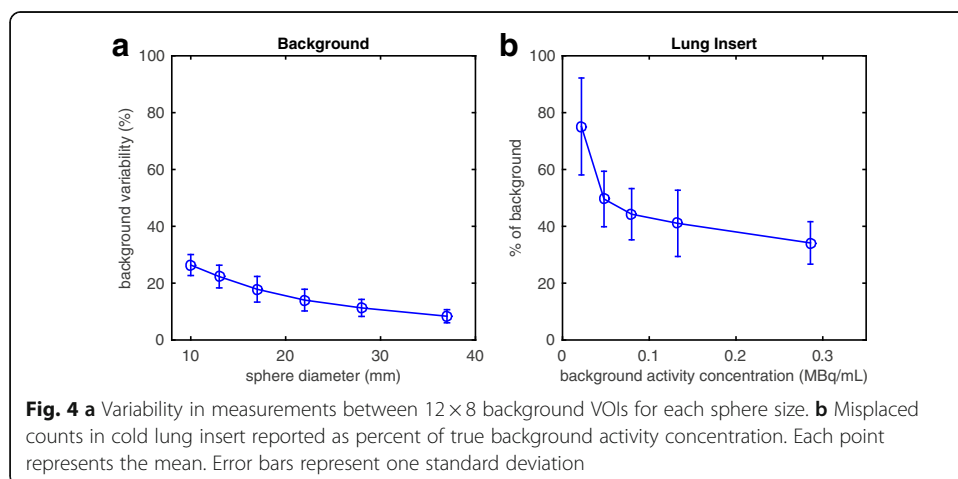 a
Background
100
80
60
40
20
0
background variability (%)
10
20
30
40
sphere diameter (mm)
b
Lung Insert
100
80
60
40
20
0
% of background
0
0.1
0.2
0.3
background activity concentration (MBq/mL)
Fig. 4 a Variability in measurements between 12 × 8 background VOIs for each sphere size. b Misplaced
counts in cold lung insert reported as percent of true background activity concentration. Each point
represents the mean. Error bars represent one standard deviation